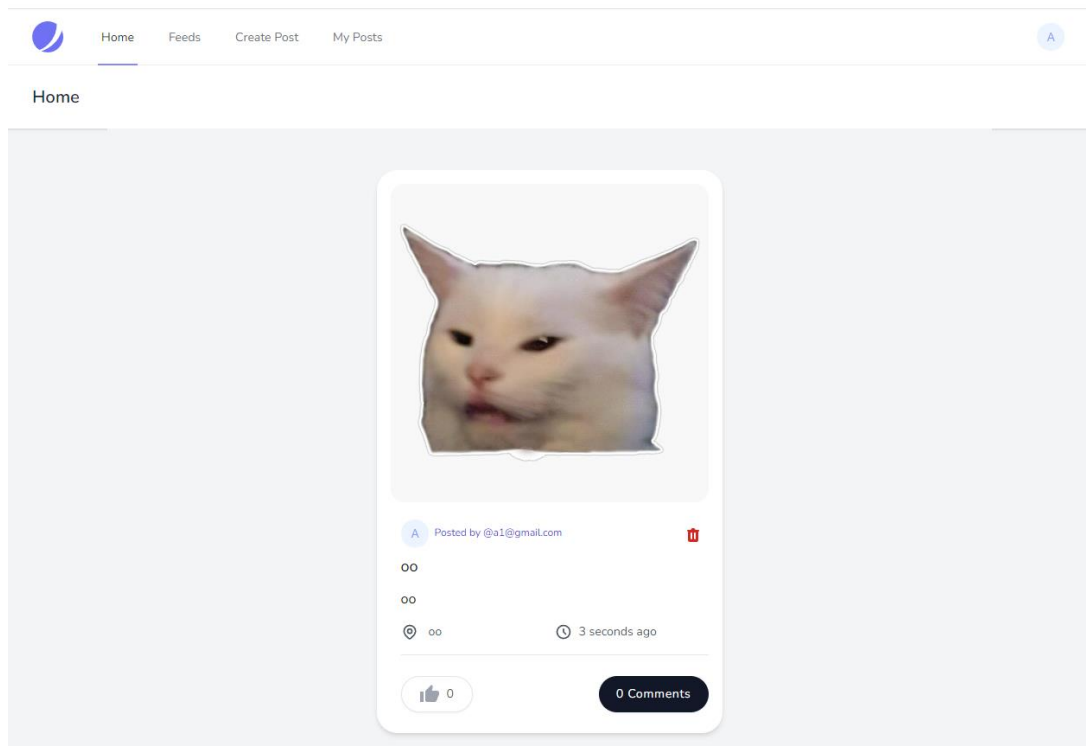 Home Feeds Create Post My Posts A
Home
A Posted by @a1@gmail.com
oo
oo
oo 3 seconds ago
0 0 Comments